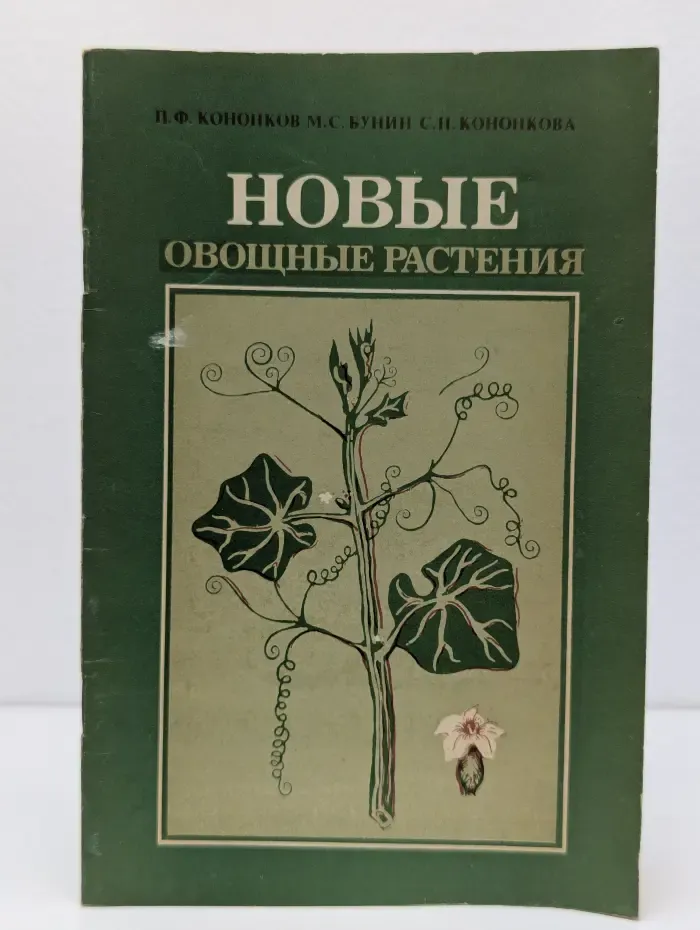 П.Ф. КОНОНКОВ М.С. БУНИН С.Н. КОНОНКОВА
НОВЫЕ
ОВОЩНЫЕ РАСТЕНИЯ